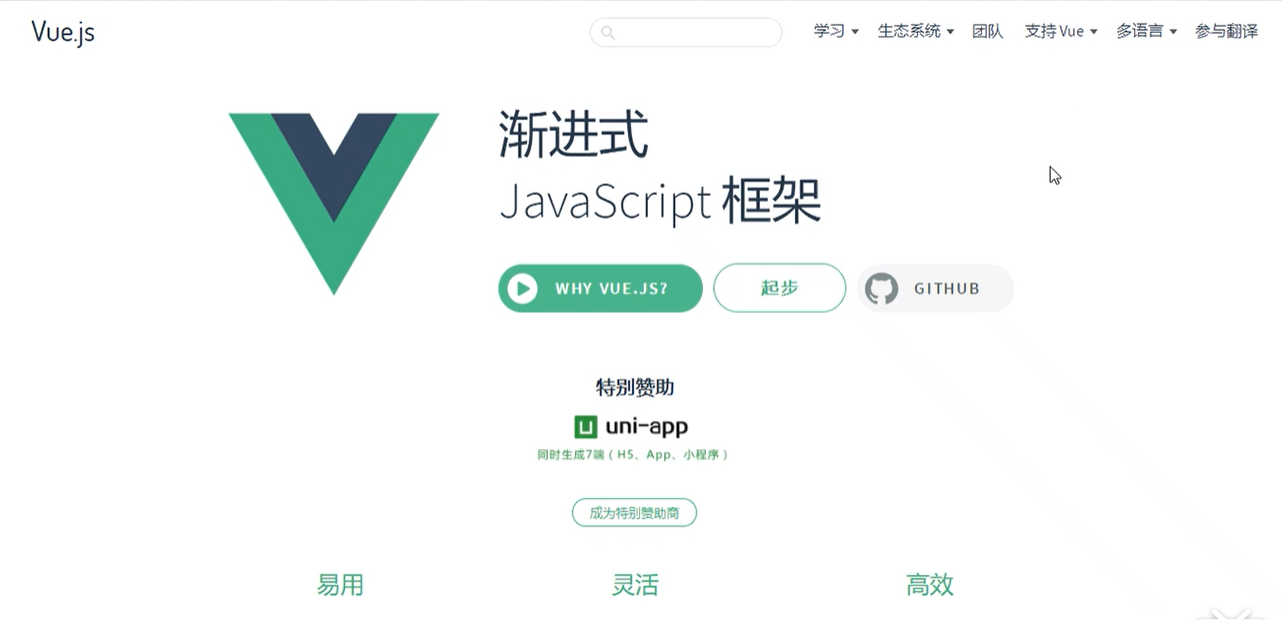 Vue.js
学习 生态系统 团队 支持 Vue 多语言 参与翻译
渐进式
JavaScript 框架
WHY VUE.JS? 起步 GITHUB
特别赞助
uni-app
同时生成7端（H5、App、小程序）
成为特别赞助商
易用 灵活 高效